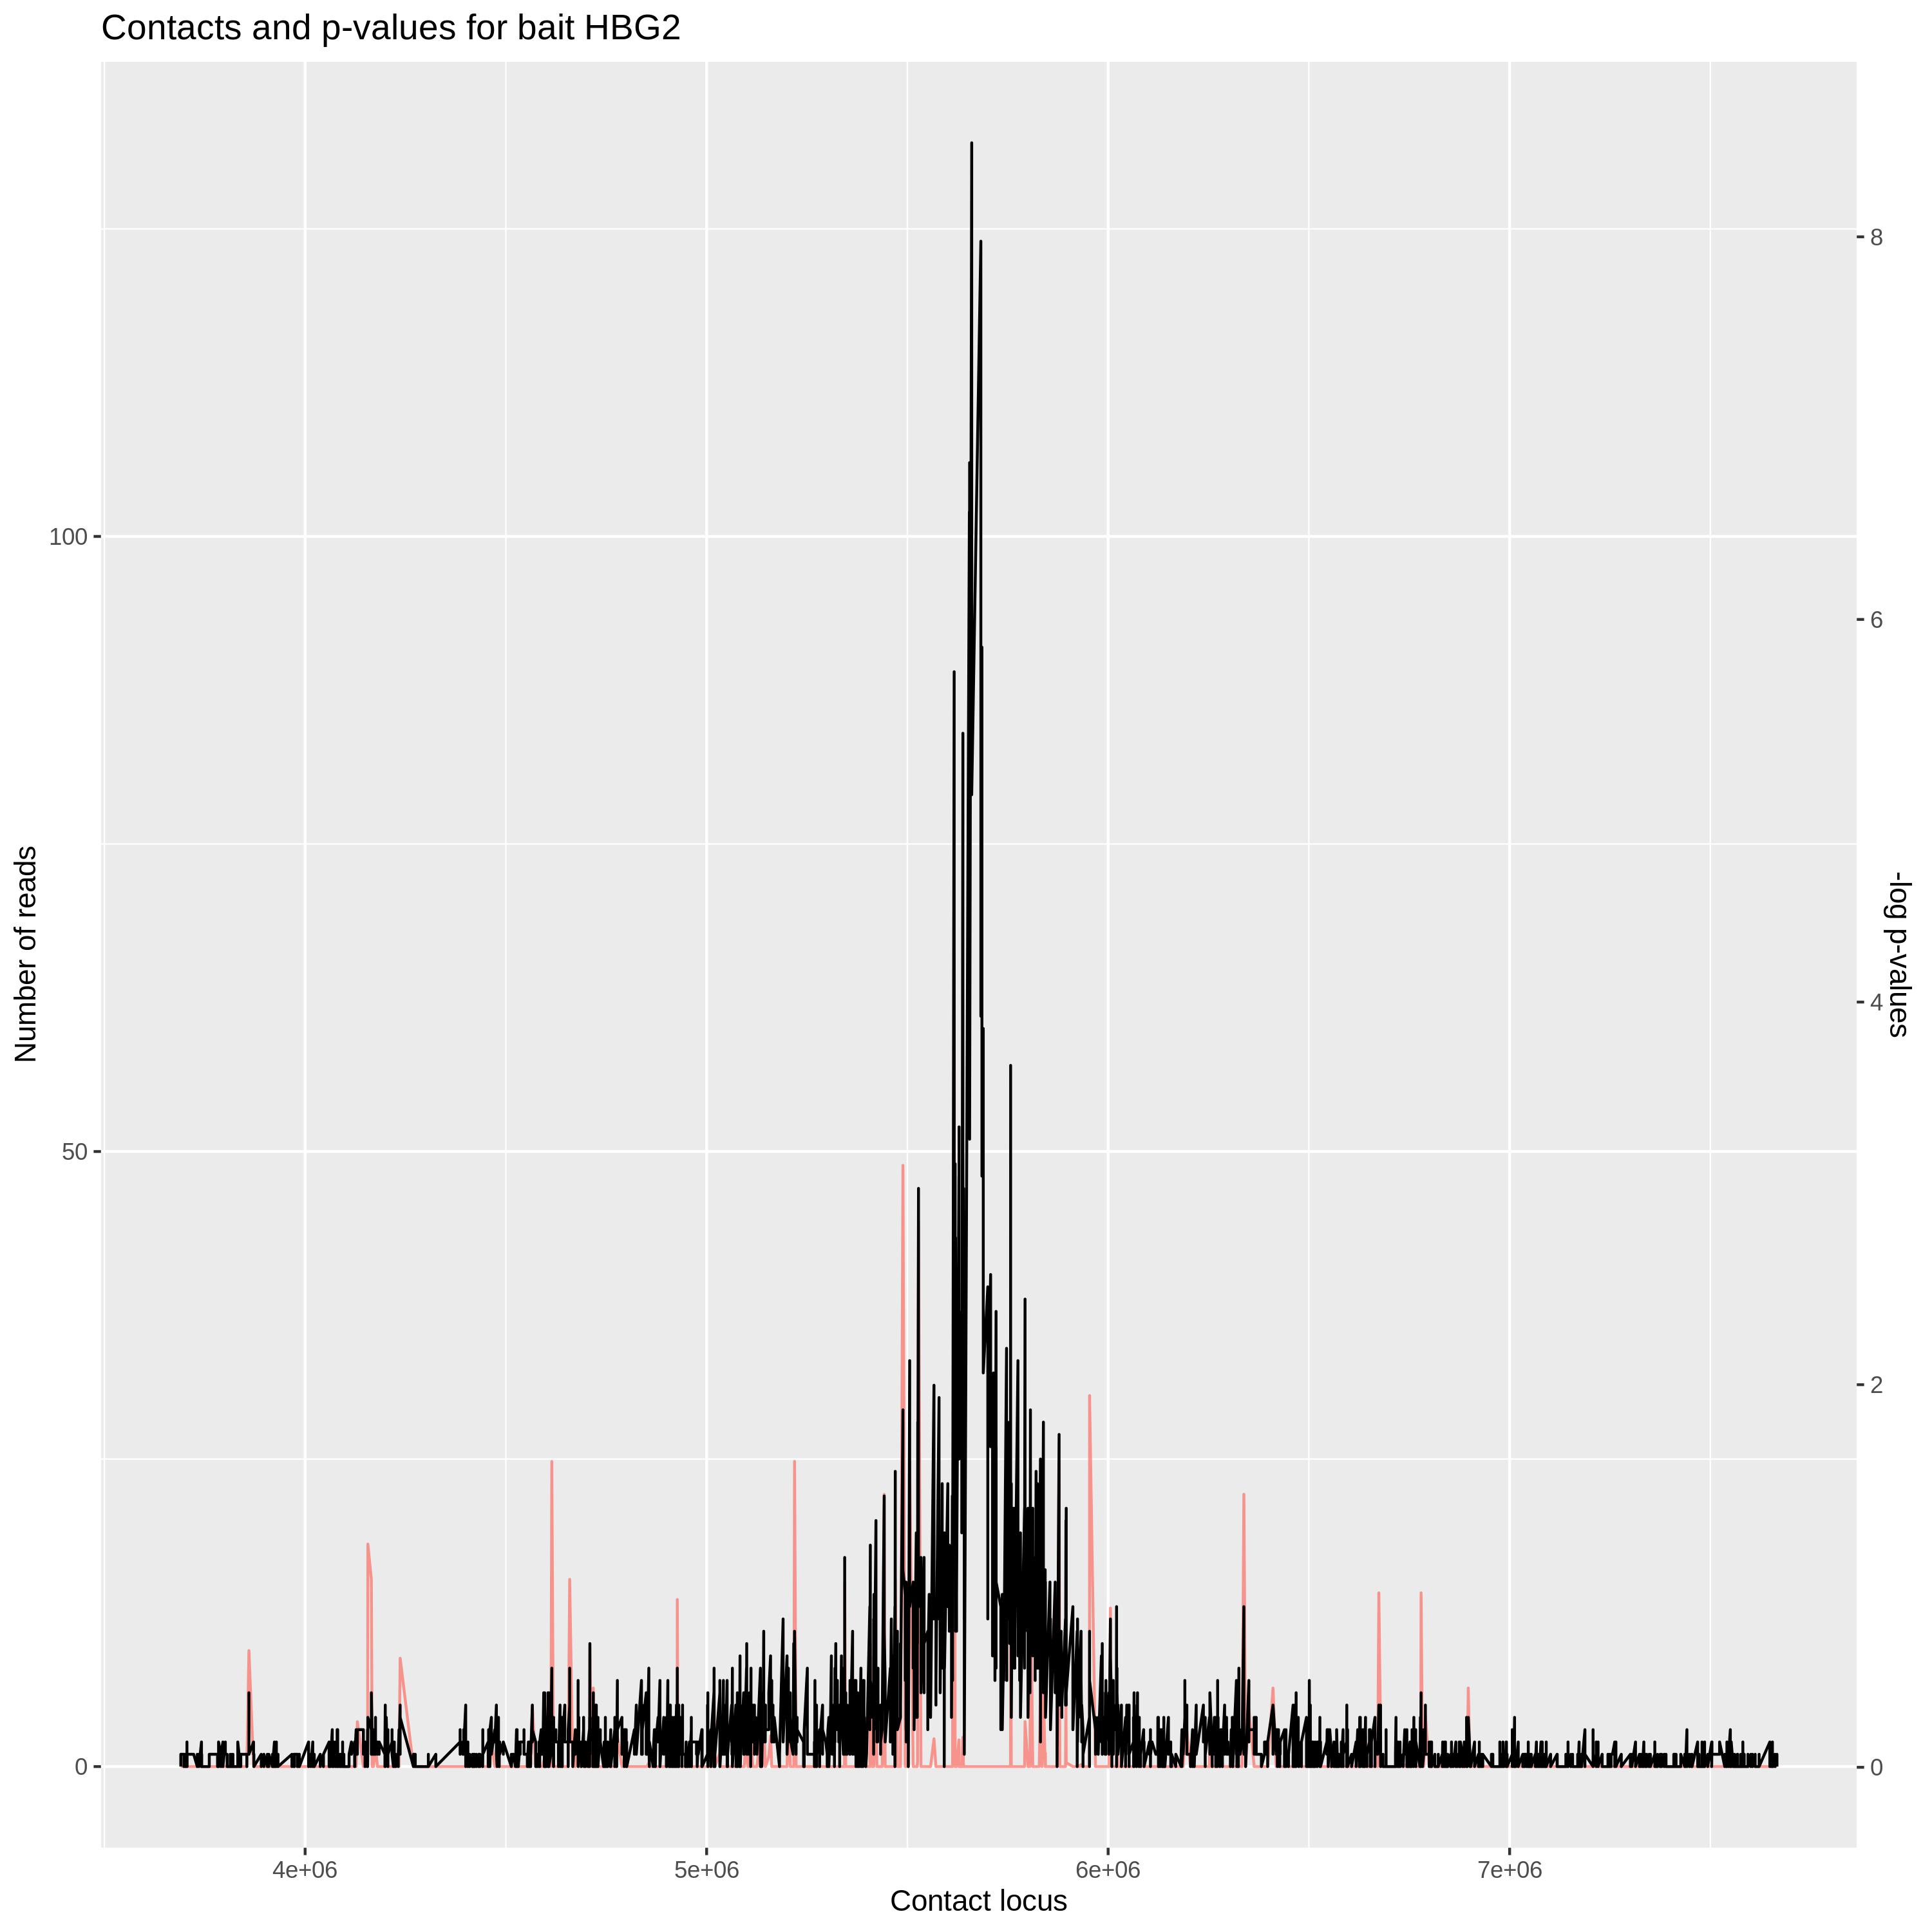 Contacts and p-values for bait HBG2
Number of reads
100
50
0
8
6
4
2
0
-log p-values
4e+06
5e+06
6e+06
7e+06
Contact locus